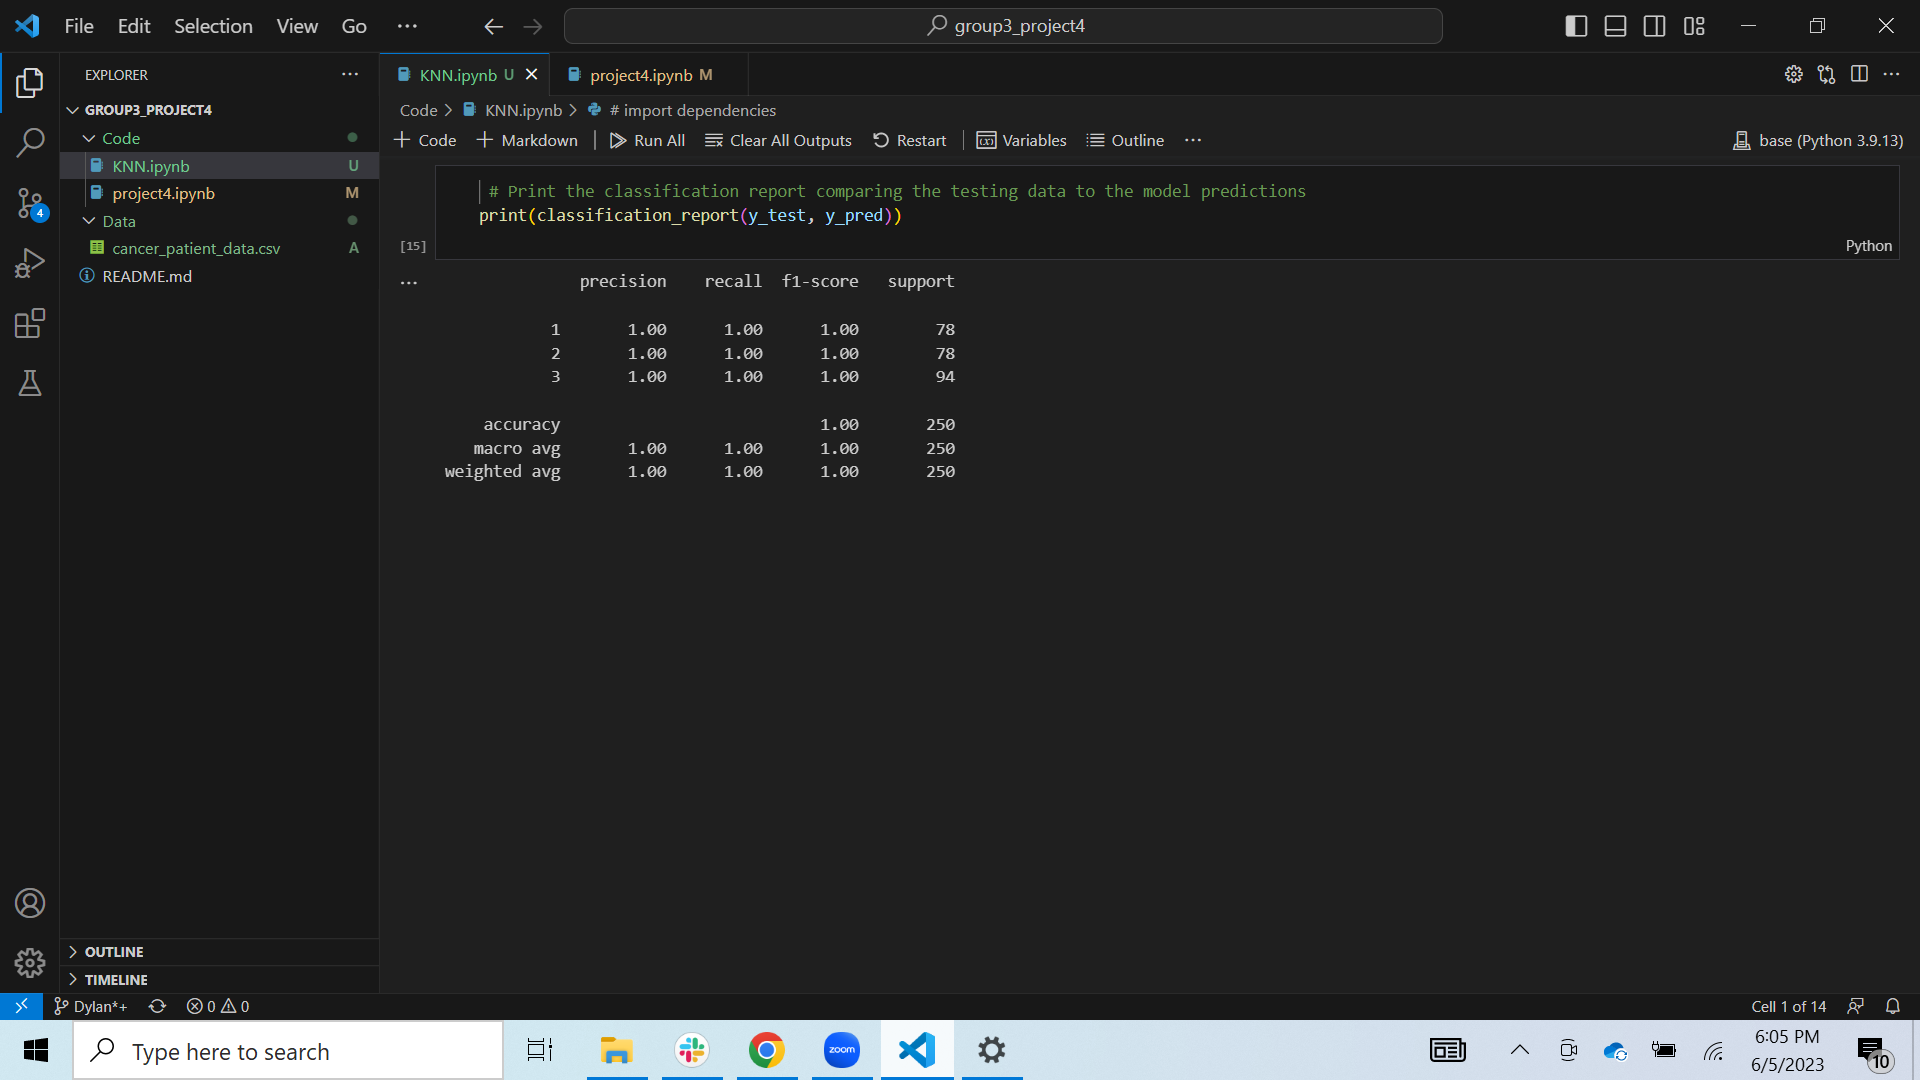 File Edit Selection View Go ...
group3_project4
EXPLORER
GROUP3_PROJECT4
Code
KNN.ipynb U
project4.ipynb M
Data
cancer_patient_data.csv A
README.md
OUTLINE
TIMELINE
KNN.ipynb U
project4.ipynb M
Code > KNN.ipynb > # import dependencies
Code Markdown Run All Clear All Outputs Restart Variables Outline ...
base (Python 3.9.13)
# Print the classification report comparing the testing data to the model predictions
print(classification_report(y_test, y_pred))
[15]
Python
precision recall f1-score support
1 1.00 1.00 1.00 78
2 1.00 1.00 1.00 78
3 1.00 1.00 1.00 94
accuracy 1.00 250
macro avg 1.00 1.00 1.00 250
weighted avg 1.00 1.00 1.00 250
4
Dylan*+ 0 0
Cell 1 of 14
Type here to search
zoom
6:05 PM
6/5/2023
10